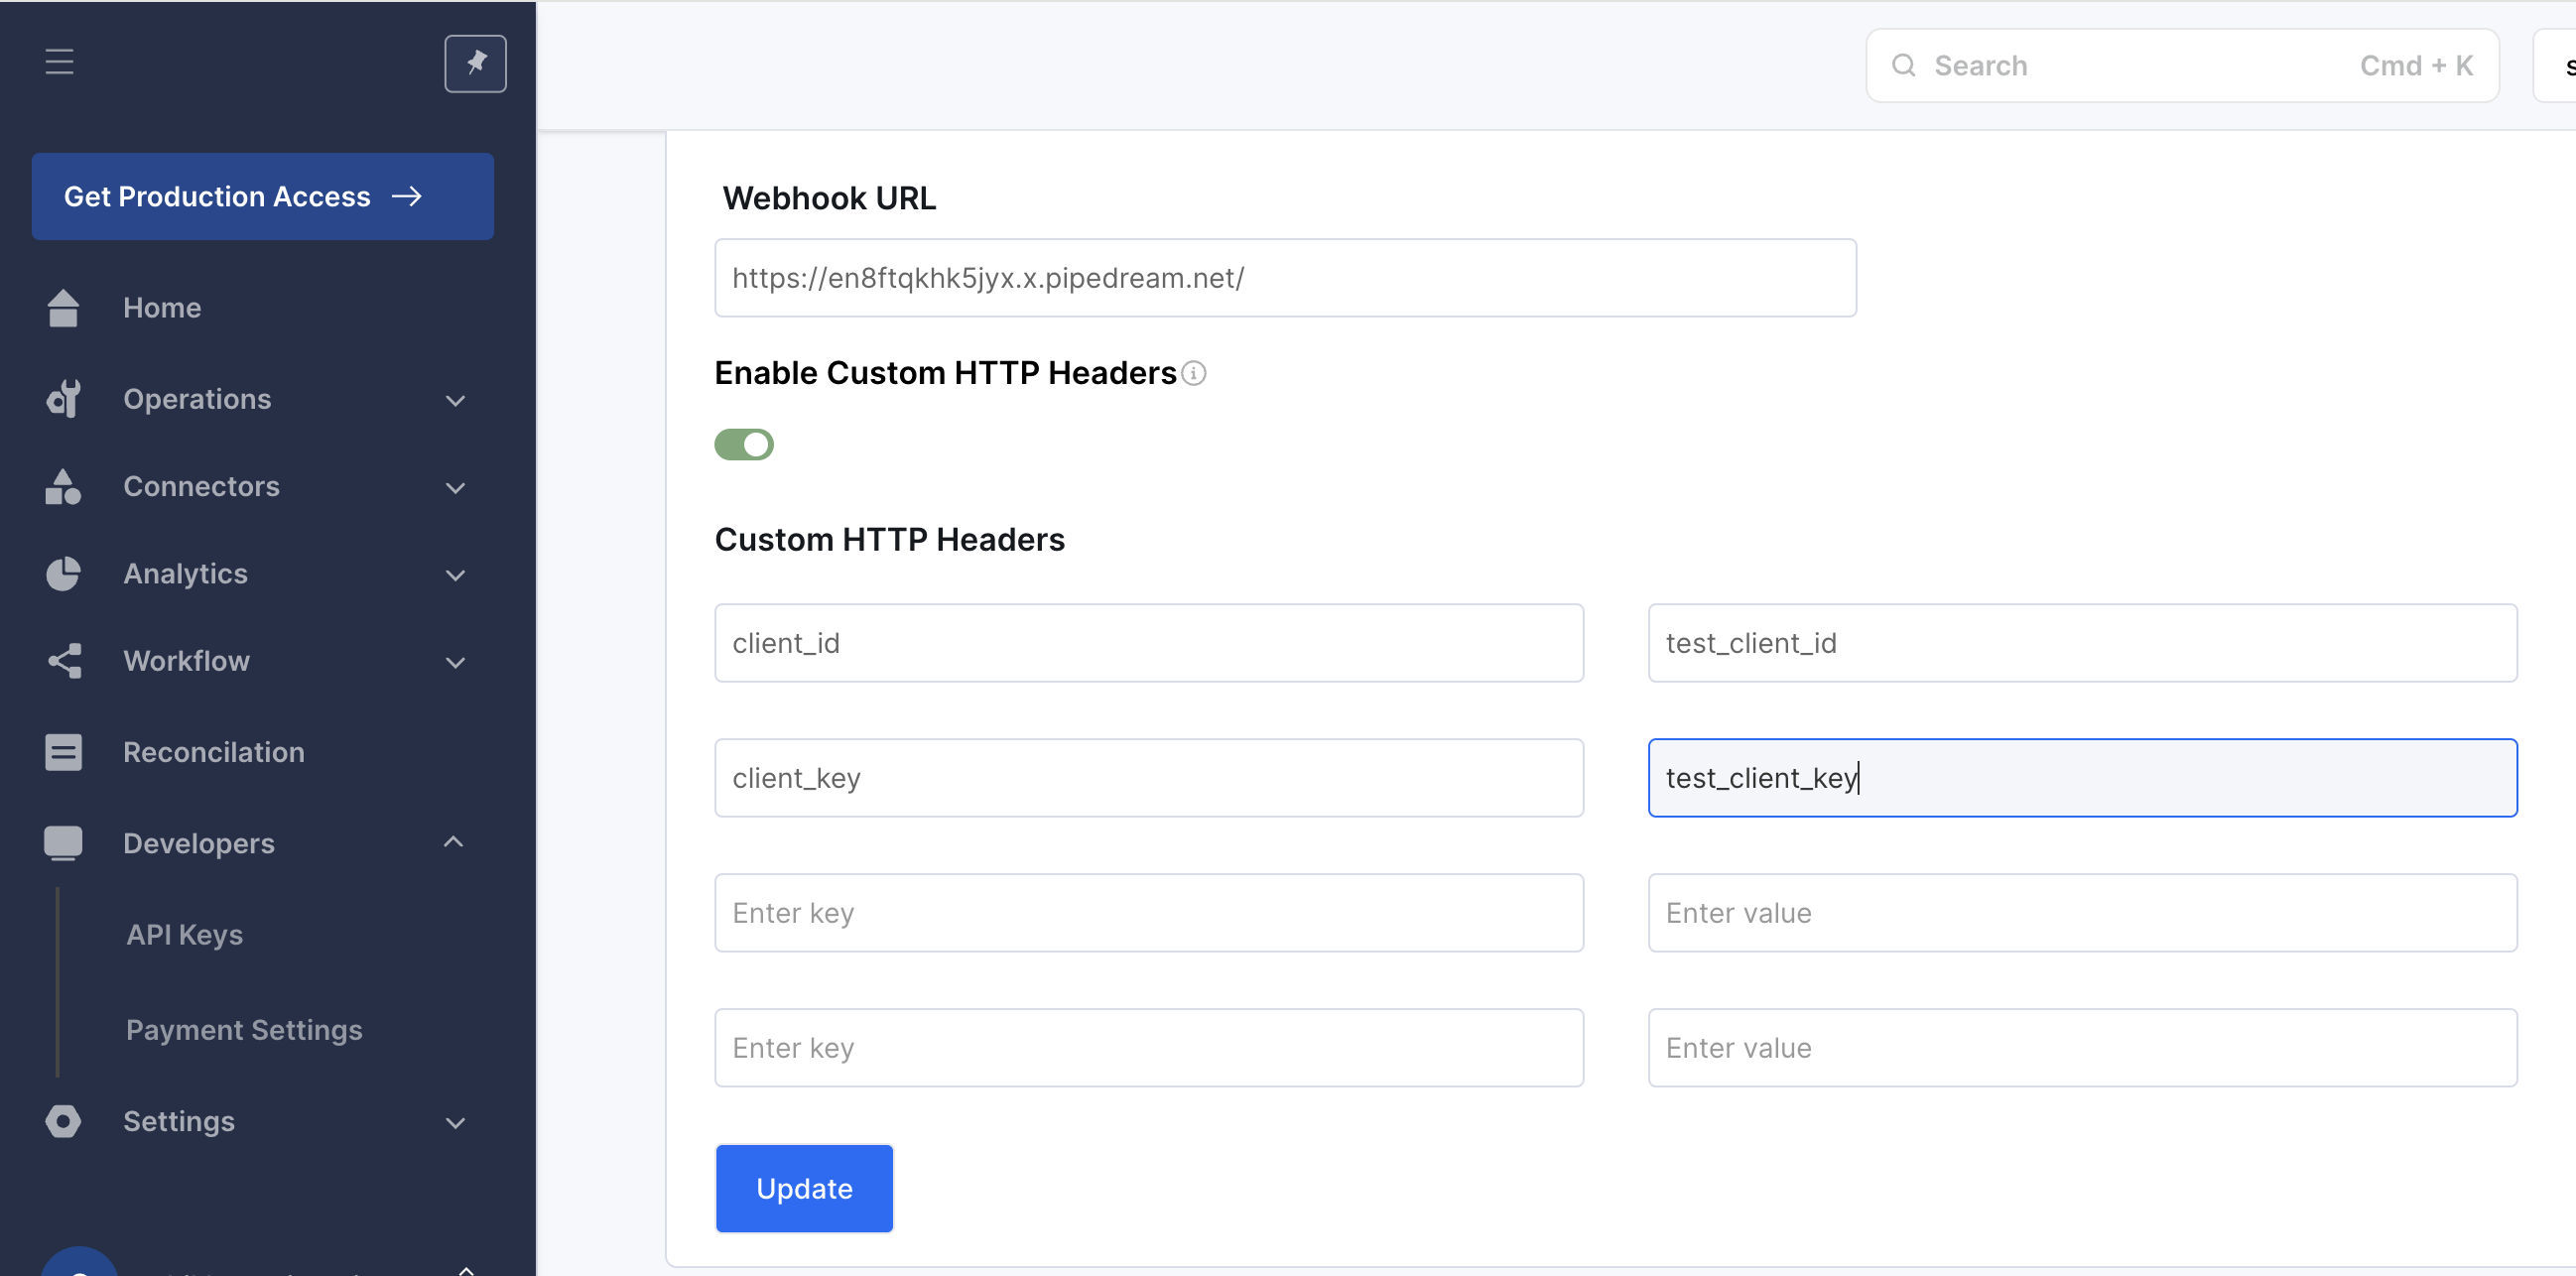 Get Production Access
Home
Operations
Connectors
Analytics
Workflow
Reconcilation
Developers
API Keys
Payment Settings
Settings
Search Cmd + K
Webhook URL
https://en8ftqkhk5jyx.x.pipedream.net/
Enable Custom HTTP Headers
Custom HTTP Headers
client_id test_client_id
client_key test_client_key
Enter key Enter value
Enter key Enter value
Update